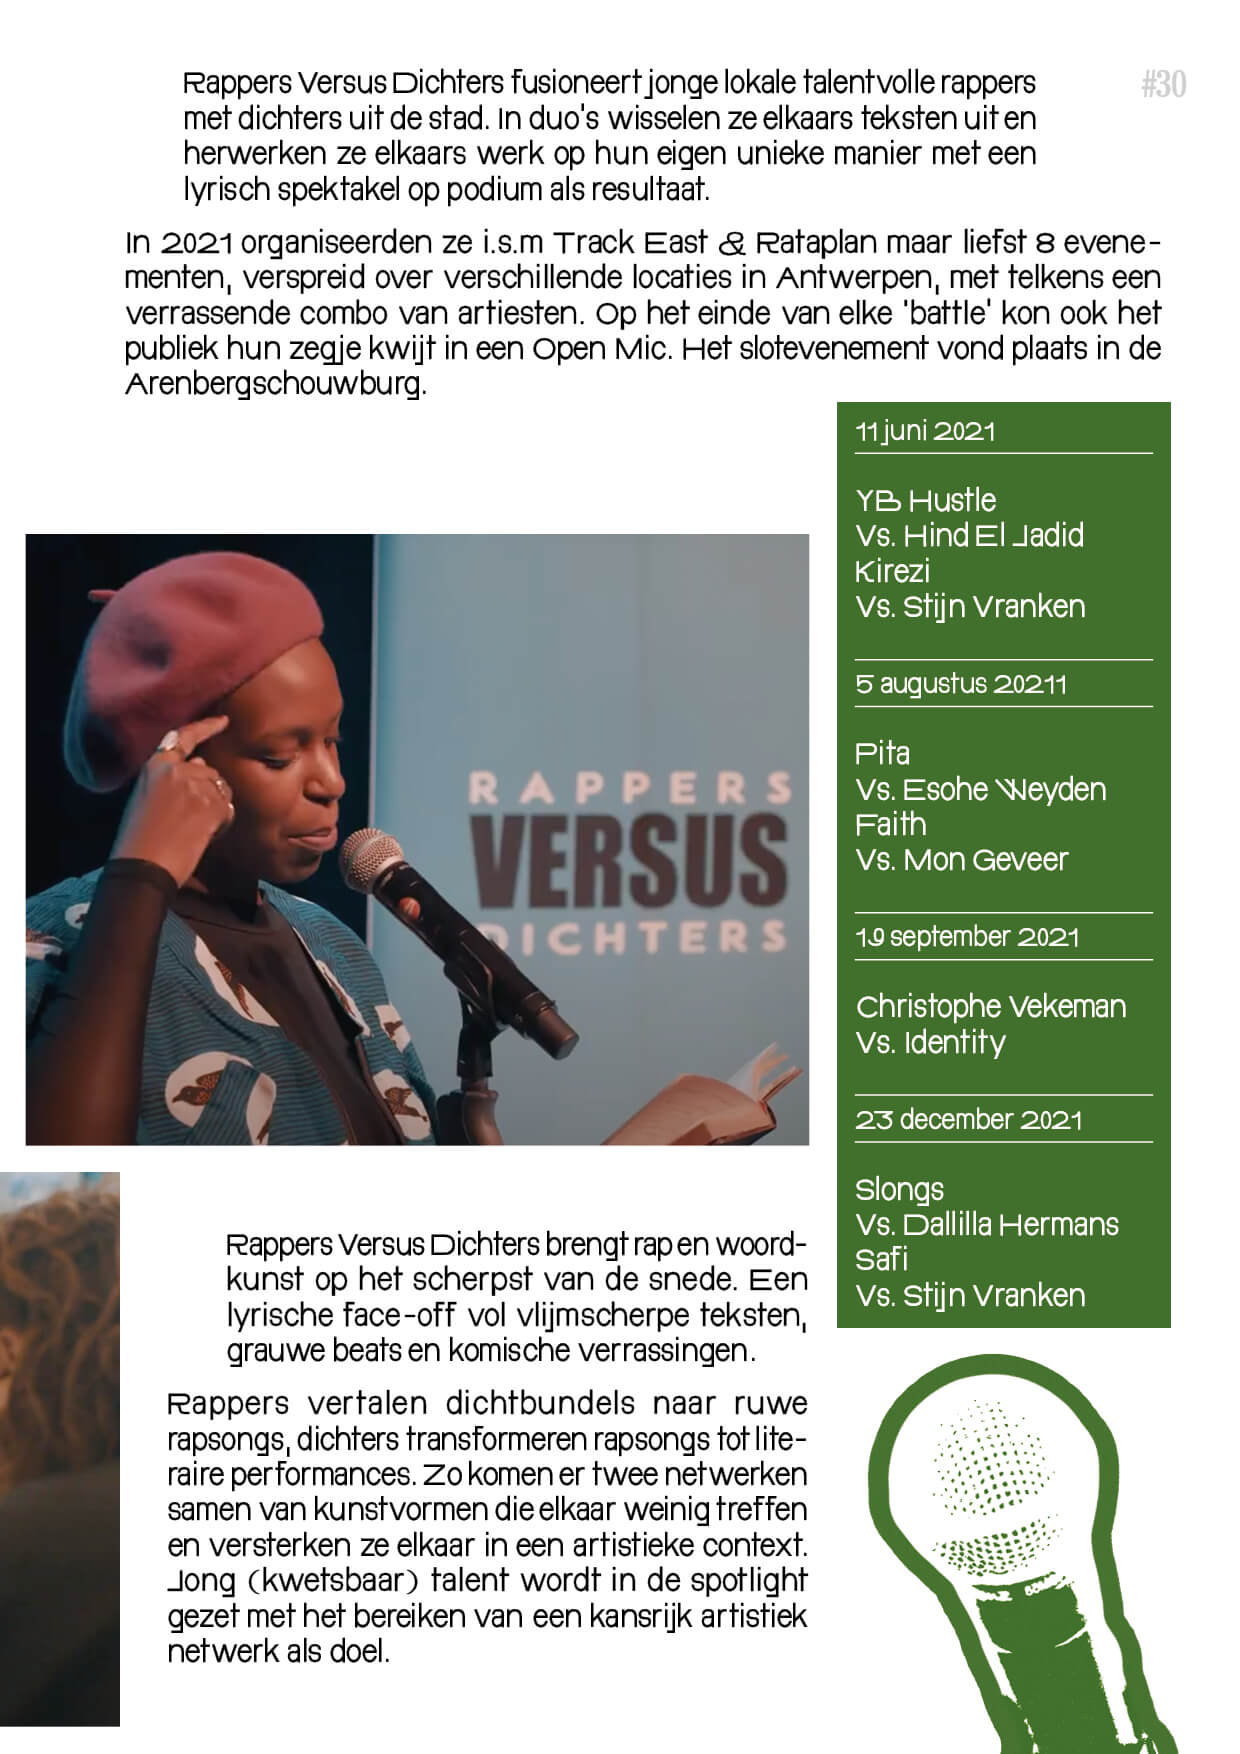 #30
Rappers Versus Dichters fusioneert jonge lokale talentvolle rappers
met dichters uit de stad. In duo's wisselen ze elkaars teksten uit en
herwerken ze elkaars werk op hun eigen unieke manier met een
lyrisch spektakel op podium als resultaat.
In 2021 organiseerden ze i.s.m Track East & Rataplan maar liefst 8 evene-
menten, verspreid over verschillende locaties in Antwerpen, met telkens een
verrassende combo van artiesten. Op het einde van elke 'battle' kon ook het
publiek hun zegje kwijt in een Open Mic. Het slotevenement vond plaats in de
Arenbergschouwburg.
11 juni 2021
YB Hustle
Vs. Hind El Jadid
Kirezi
Vs. Stijn Vranken
5 augustus 20211
Pita
Vs. Esohe Weyden
Faith
Vs. Mon Geveer
19 september 2021
Christophe Vekeman
Vs. Identity
23 december 2021
Slongs
Vs. Dallilla Hermans
Safi
Vs. Stijn Vranken
RAPPERS
VERSUS
DICHTERS
Rappers Versus Dichters brengt rap en woord-
kunst op het scherpst van de snede. Een
lyrische face-off vol vlijmscherpe teksten,
grauwe beats en komische verrassingen.
Rappers vertalen dichtbundels naar ruwe
rapsongs, dichters transformeren rapsongs tot lite-
raire performances. Zo komen er twee netwerken
samen van kunstvormen die elkaar weinig treffen
en versterken ze elkaar in een artistieke context.
Jong (kwetsbaar) talent wordt in de spotlight
gezet met het bereiken van een kansrijk artistiek
netwerk als doel.